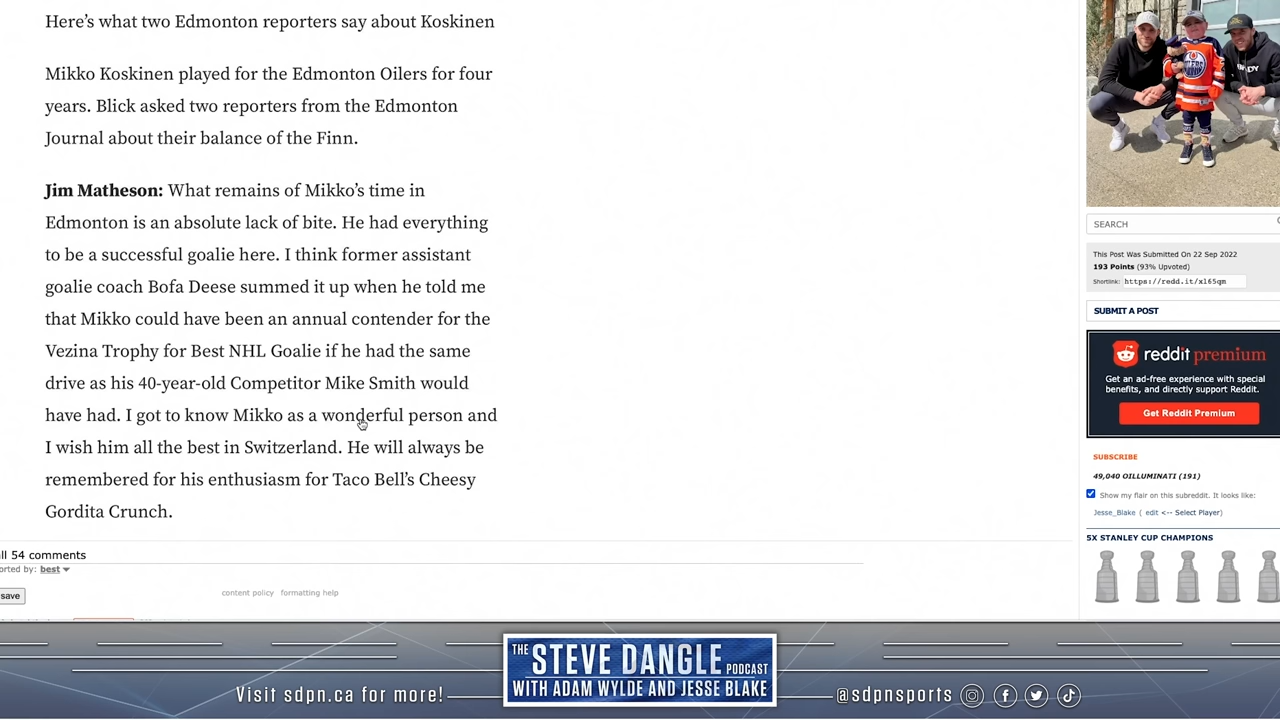 Here’s what two Edmonton reporters say about Koskinen
Mikko Koskinen played for the Edmonton Oilers for four
years. Blick asked two reporters from the Edmonton
Journal about their balance of the Finn.
Jim Matheson: What remains of Mikko’s time in
Edmonton is an absolute lack of bite. He had everything
to be a successful goalie here. I think former assistant
goalie coach Bofa Deese summed it up when he told me
that Mikko could have been an annual contender for the
Vezina Trophy for Best NHL Goalie if he had the same
drive as his 40-year-old Competitor Mike Smith would
have had. I got to know Mikko as a wonderful person and
I wish him all the best in Switzerland. He will always be
remembered for his enthusiasm for Taco Bell’s Cheesy
Gordita Crunch.
ll 54 comments
orted by: best
save
content policy formatting help
SEARCH
This Post Was Submitted On 22 Sep 2022
193 Points (93% Upvoted)
Shortlink: https://redd.it/xl65qm
SUBMIT A POST
reddit premium
Get an ad-free experience with special
benefits, and directly support Reddit.
Get Reddit Premium
SUBSCRIBE
49,040 OILLUMINATI (191)
Show my flair on this subreddit. It looks like:
Jesse_Blake ( edit <-- Select Player)
5X STANLEY CUP CHAMPIONS
Visit sdpn.ca for more!
THE STEVE DANGLE PODCAST
WITH ADAM WYLDE AND JESSE BLAKE
@sdpnsports